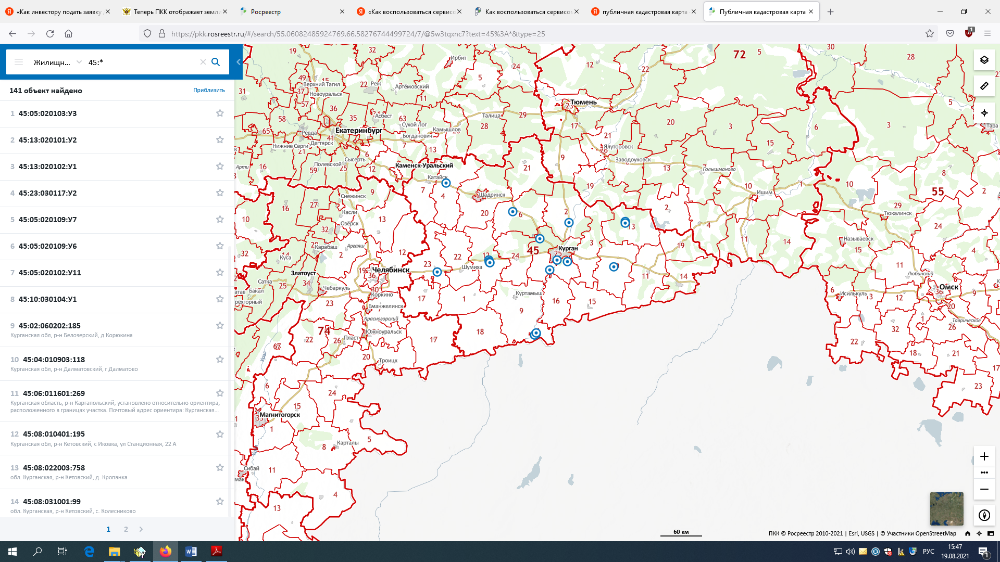 «Как инвестору подать заявку
Теперь ПКК отображает земли
Росреестр
«Как воспользоваться сервисо
Как воспользоваться сервисом
публичная кадастровая карта
Публичная кадастровая карта
https://pkk.rosreestr.ru/#/search/55.06082485924769,66.58276744499724/7/@5w3tqxnc7?text=45%3A*&type=25
Жилищн... 45:*
141 объект найдено Приблизить
1 45:05:020103:У3
2 45:13:020101:У2
3 45:13:020102:У1
4 45:23:030117:У2
5 45:05:020109:У7
6 45:05:020109:У6
7 45:05:020102:У11
8 45:10:030104:У1
9 45:02:060202:185
Курганская обл, р-н Белозерский, д Корюкина
10 45:04:010903:118
Курганская обл, р-н Далматовский, г Далматово
11 45:06:011601:269
Курганская область, р-н Каргапольский, установлено относительно ориентира,
расположенного в границах участка. Почтовый адрес ориентира: Курганская...
12 45:08:010401:195
Курганская обл, р-н Кетовский, с Иковка, ул Станционная, 22 А
13 45:08:022003:758
обл. Курганская, р-н Кетовский, д. Кропанка
14 45:08:031001:99
обл. Курганская, р-н Кетовский, с. Колесниково
1 2
Ирбит
Верхний Тагил
Реж
Артёмовский
Новоуральск
Тюмень
Асбест
Талица
Сухой Лог
Камышлов
Екатеринбург
Ревда
Богданович
Дегтярск
Нижние Серги
Ялуторовск
Тара
Сысерть
Заводоуковск
Полевской
Арти
Каменск-Уральский
Голышманово
Катайск
Шадринск
Ишим
Снежинск
Касли
Тюкалинск
Озёрск
Называевск
Карабаш
Аргаяш
Курган
Куса
Шумиха
Златоуст
Челябинск
Любинский
Сатка
Бакал
Чебаркуль
Омск
Исилькуль
Куртамыш
Коркино
Еманжелинск
Красногорский
Таврическое
Южноуральск
Пласт
Троицк
Урал
Магнитогорск
Карталы
Сибай
72
55
45
74
60 км
ПКК © Росреестр 2010-2021 | Esri, USGS | © Участники OpenStreetMap
РУС
15:47
19.08.2021